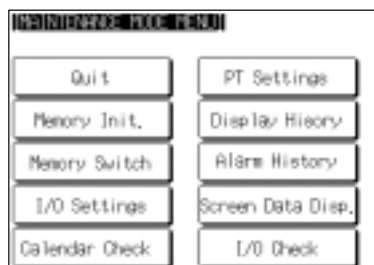 [MAINTENANCE MODE MENU]
Quit
PT Settings
Memory Init.
Display Hisory
Memory Switch
Alarm History
I/O Settings
Screen Data Disp.
Calendar Check
I/O Check